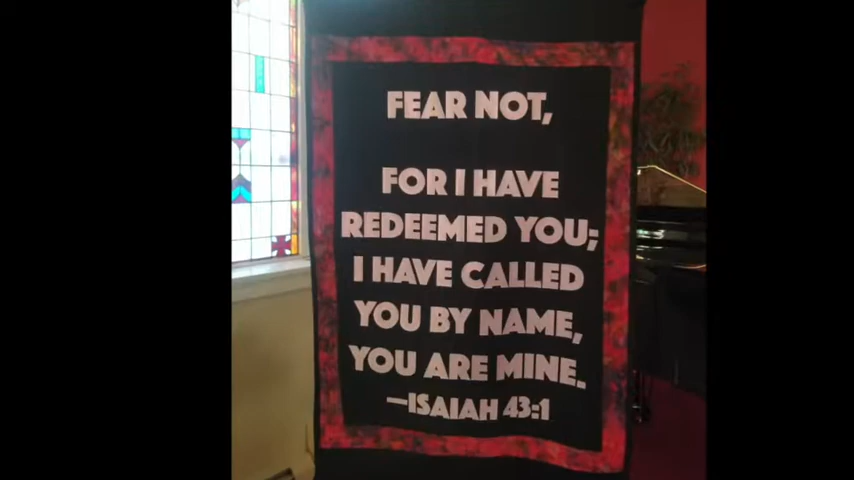 FEAR NOT,
FOR I HAVE
REDEEMED YOU;
I HAVE CALLED
YOU BY NAME,
YOU ARE MINE.
—ISAIAH 43:1